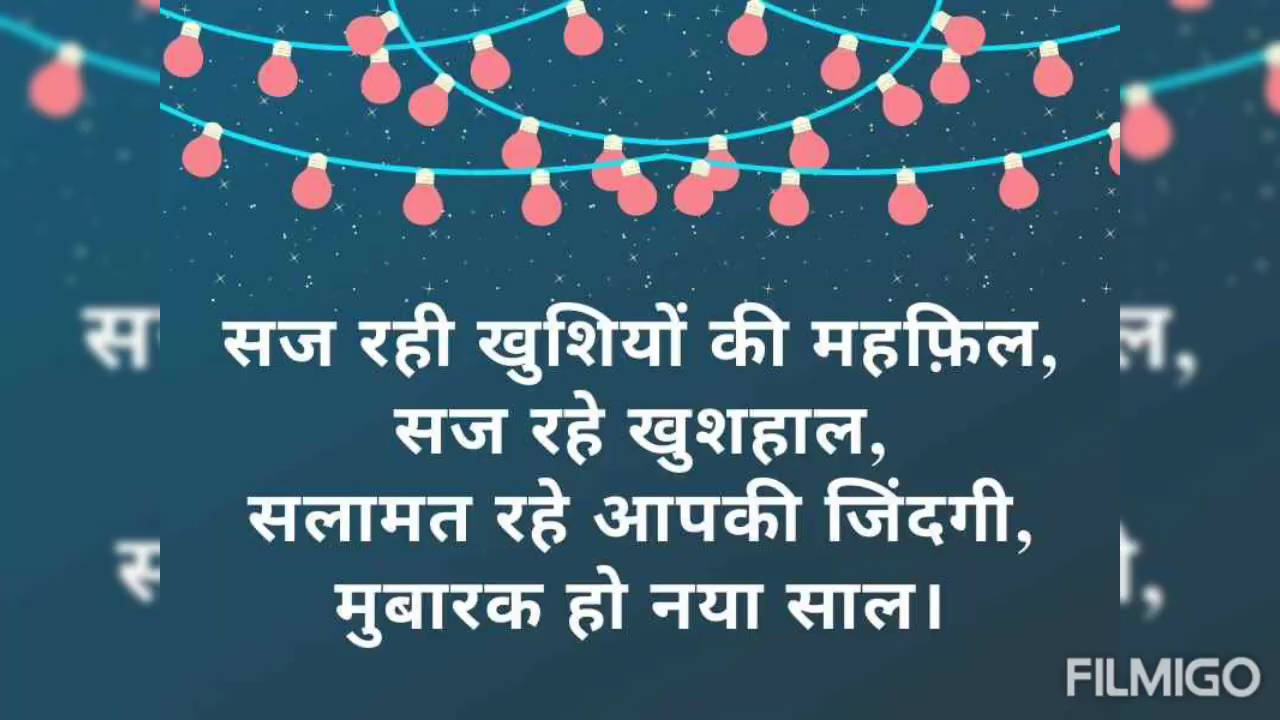 सज रही खुशियों की महफ़िल,
सज रहे खुशहाल,
सलामत रहे आपकी जिंदगी,
मुबारक हो नया साल।
FILMIGO